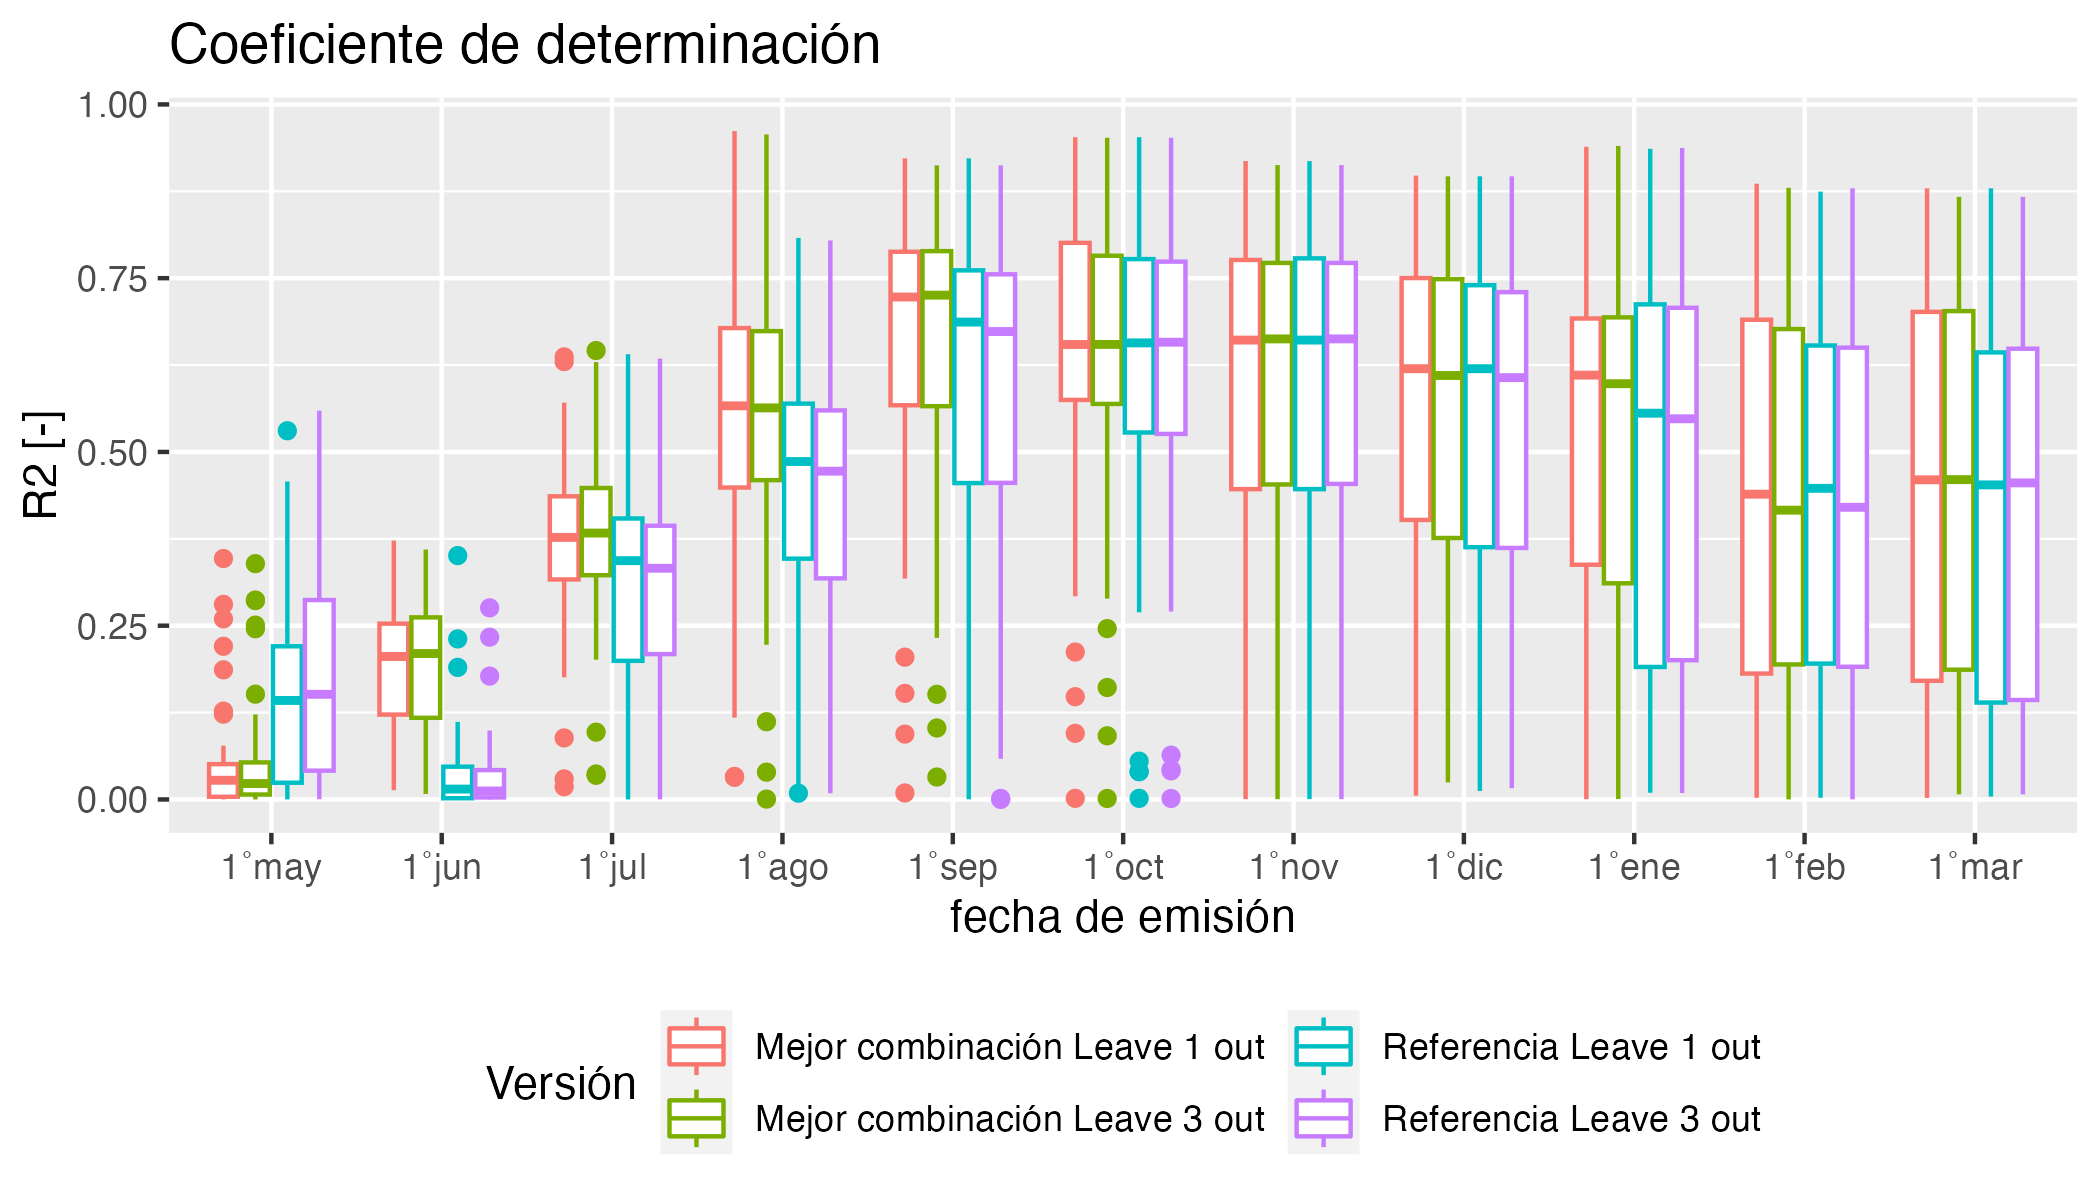 Coeficiente de determinación
1.00
0.75
0.50
0.25
0.00
R2 [-]
1°may 1°jun 1°jul 1°ago 1°sep 1°oct 1°nov 1°dic 1°ene 1°feb 1°mar
fecha de emisión
Versión
Mejor combinación Leave 1 out
Mejor combinación Leave 3 out
Referencia Leave 1 out
Referencia Leave 3 out